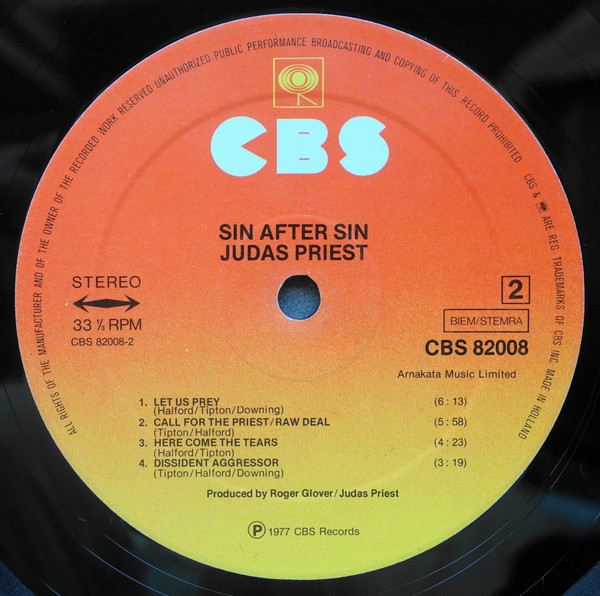 ALL RIGHTS OF THE MANUFACTURER AND OF THE OWNER OF THE RECORDED WORK RESERVED UNAUTHORIZED PUBLIC PERFORMANCE BROADCASTING AND COPYING OF THIS RECORD PROHIBITED
CBS & ARE REG. TRADEMARKS OF CBS INC. MADE IN HOLLAND
CBS
SIN AFTER SIN
JUDAS PRIEST
STEREO
33 ⅓ RPM
CBS 82008-2
2
BIEM/STEMRA
CBS 82008
Arnakata Music Limited
1. LET US PREY (6 : 13)
(Halford/Tipton/Downing)
2. CALL FOR THE PRIEST/RAW DEAL (5 : 58)
(Tipton/Halford)
3. HERE COME THE TEARS (4 : 23)
(Halford/Tipton)
4. DISSIDENT AGGRESSOR (3 : 19)
(Tipton/Halford/Downing)
Produced by Roger Glover/Judas Priest
Ⓟ 1977 CBS Records